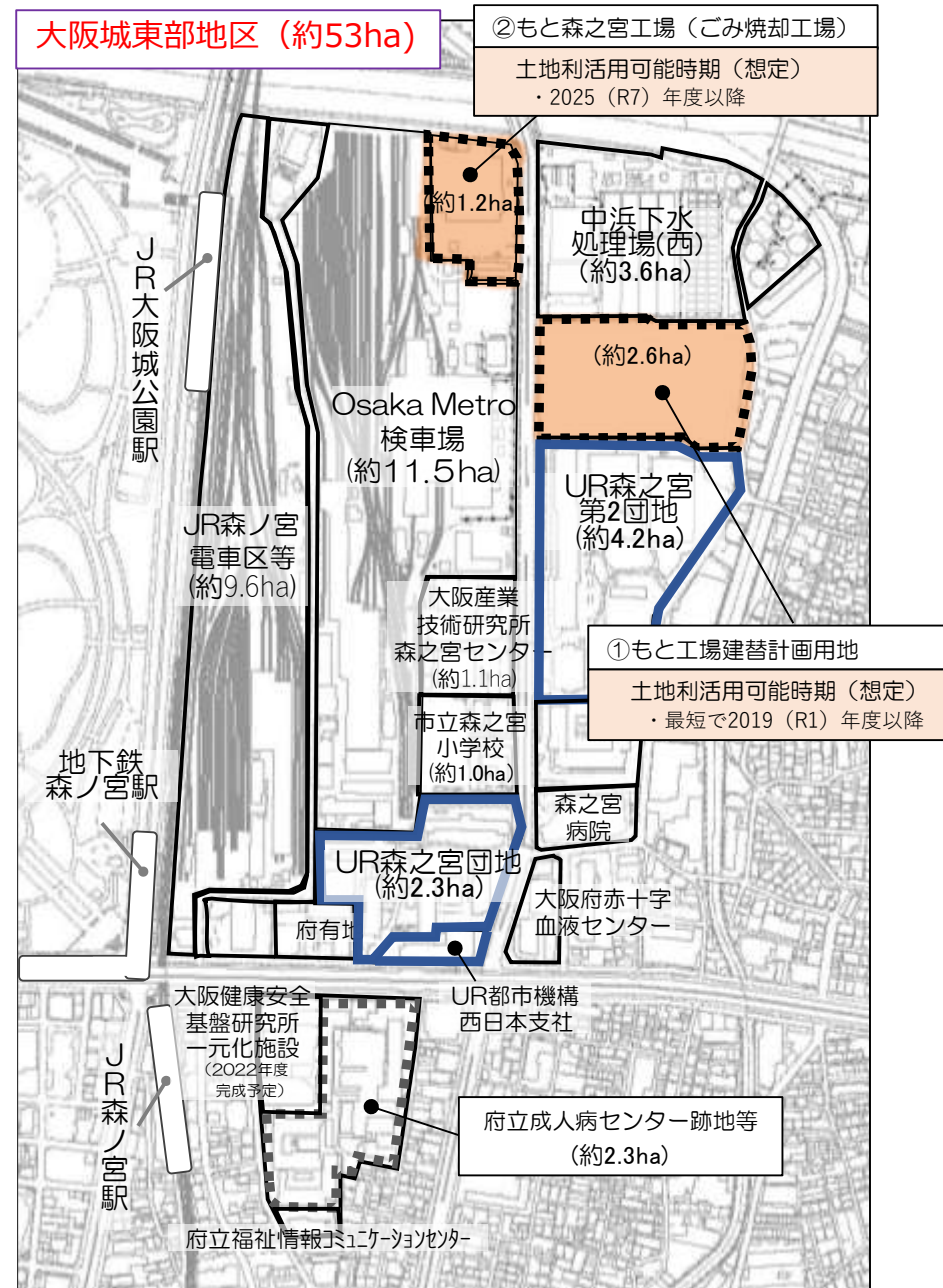 大阪城東部地区（約53ha）
②もと森之宮工場（ごみ焼却工場）
土地利活用可能時期（想定）
・2025（R7）年度以降
(約1.2ha
中浜下水
処理場(西)
(約3.6ha)
(約2.6ha)
JR大阪城公園駅
Osaka Metro
検車場
(約11.5ha)
UR森之宮
第2団地
(約4.2ha)
JR森ノ宮
電車区等
(約9.6ha)
大阪産業
技術研究所
森之宮センター
(約1.1ha)
①もと工場建替計画用地
土地利活用可能時期（想定）
・最短で2019（R1）年度以降
市立森之宮
小学校
(約1.0ha)
地下鉄
森ノ宮駅
森之宮
病院
UR森之宮団地
(約2.3ha)
大阪府赤十字
血液センター
府有地
UR都市機構
西日本支社
大阪健康安全
基盤研究所
一元化施設
(2022年度
完成予定)
JR森ノ宮駅
府立成人病センター跡地等
(約2.3ha)
府立福祉情報ｺﾐｭﾆｹｰｼｮﾝｾﾝﾀｰ